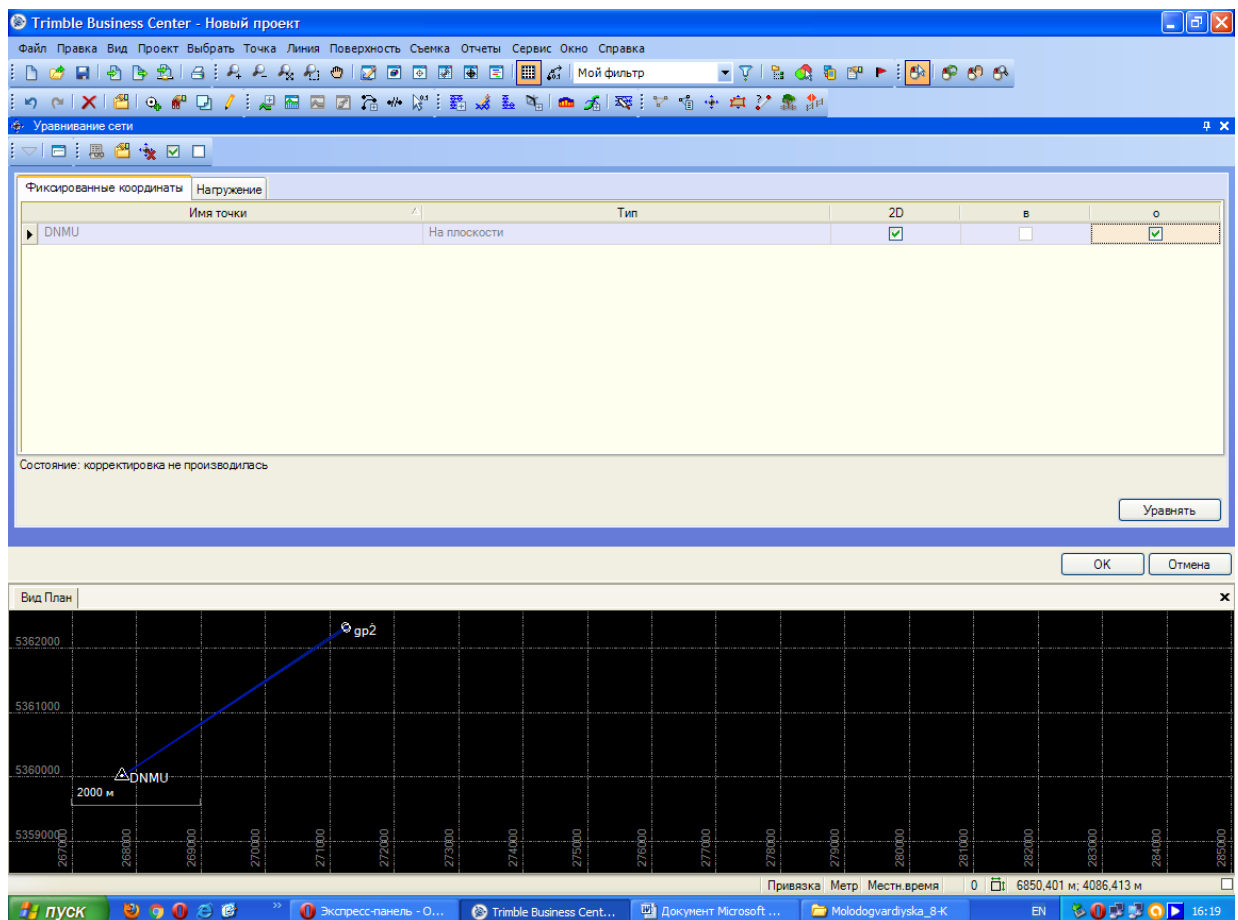 Trimble Business Center - Новый проект
Файл Правка Вид Проект Выбрать Точка Линия Поверхность Съемка Отчеты Сервис Окно Справка
Мой фильтр
Уравнивание сети
Фиксированные координаты Нагружение
Имя точки Тип 2D в о
DNMU На плоскости
Состояние: корректировка не производилась
Уравнять
OK Отмена
Вид План
gp2
5362000
5361000
5360000
DNMU
2000 м
5359000
267000 268000 269000 270000 271000 272000 273000 274000 275000 276000 277000 278000 279000 280000 281000 282000 283000 284000 285000
Привязка Метр Местн.время 0 6850,401 м; 4086,413 м
пуск Экспресс-панель - О... Trimble Business Cent... Документ Microsoft ... Molodogvardiyska_8-K EN 16:19